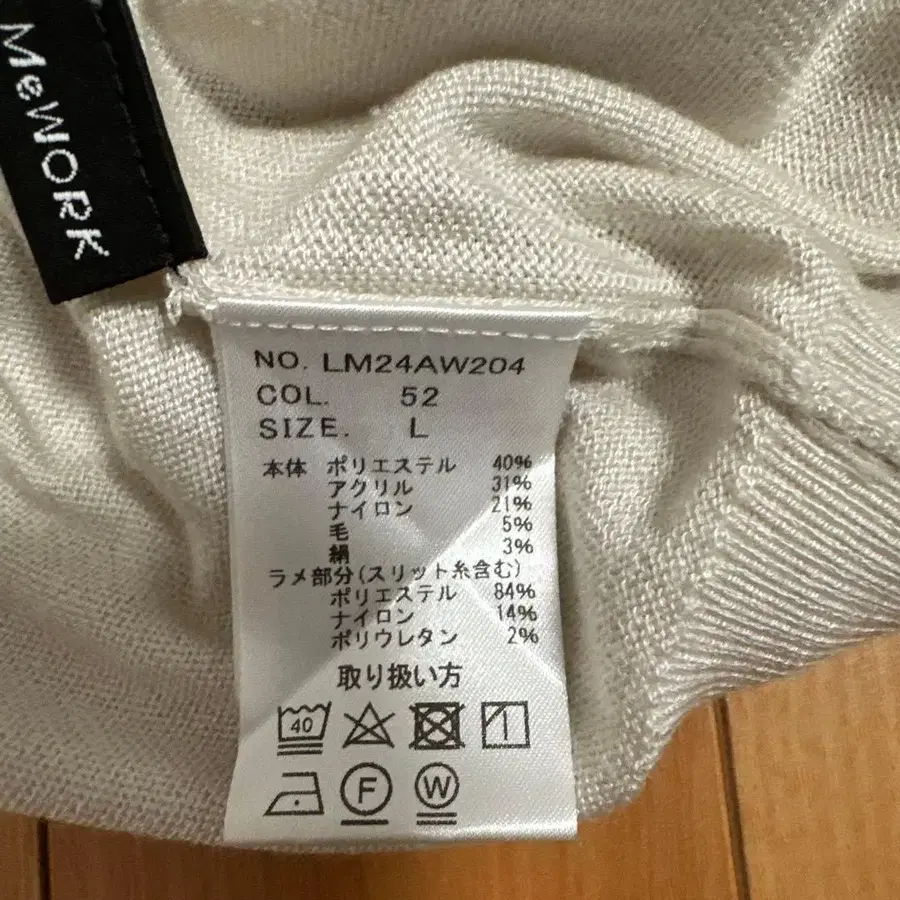 MeWORK
NO. LM24AW204
COL. 52
SIZE. L
本体 ポリエステル 40%
アクリル 31%
ナイロン 21%
毛 5%
絹 3%
ラメ部分(スリット糸含む)
ポリエステル 84%
ナイロン 14%
ポリウレタン 2%
取り扱い方
40
F W